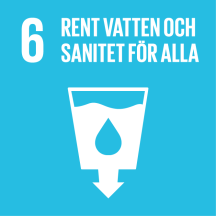 6 RENT VATTEN OCH
SANITET FÖR ALLA